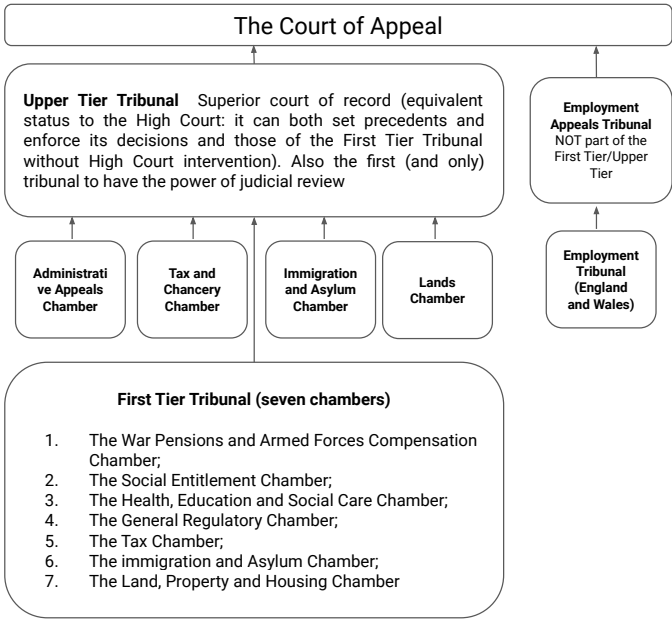 The Court of Appeal
Upper Tier Tribunal Superior court of record (equivalent
status to the High Court: it can both set precedents and
enforce its decisions and those of the First Tier Tribunal
without High Court intervention). Also the first (and only)
tribunal to have the power of judicial review
Employment
Appeals Tribunal
NOT part of the
First Tier/Upper
Tier
Administrati
ve Appeals
Chamber
Tax and
Chancery
Chamber
Immigration
and Asylum
Chamber
Lands
Chamber
Employment
Tribunal
(England
and Wales)
First Tier Tribunal (seven chambers)
1. The War Pensions and Armed Forces Compensation
Chamber;
2. The Social Entitlement Chamber;
3. The Health, Education and Social Care Chamber;
4. The General Regulatory Chamber;
5. The Tax Chamber;
6. The immigration and Asylum Chamber;
7. The Land, Property and Housing Chamber